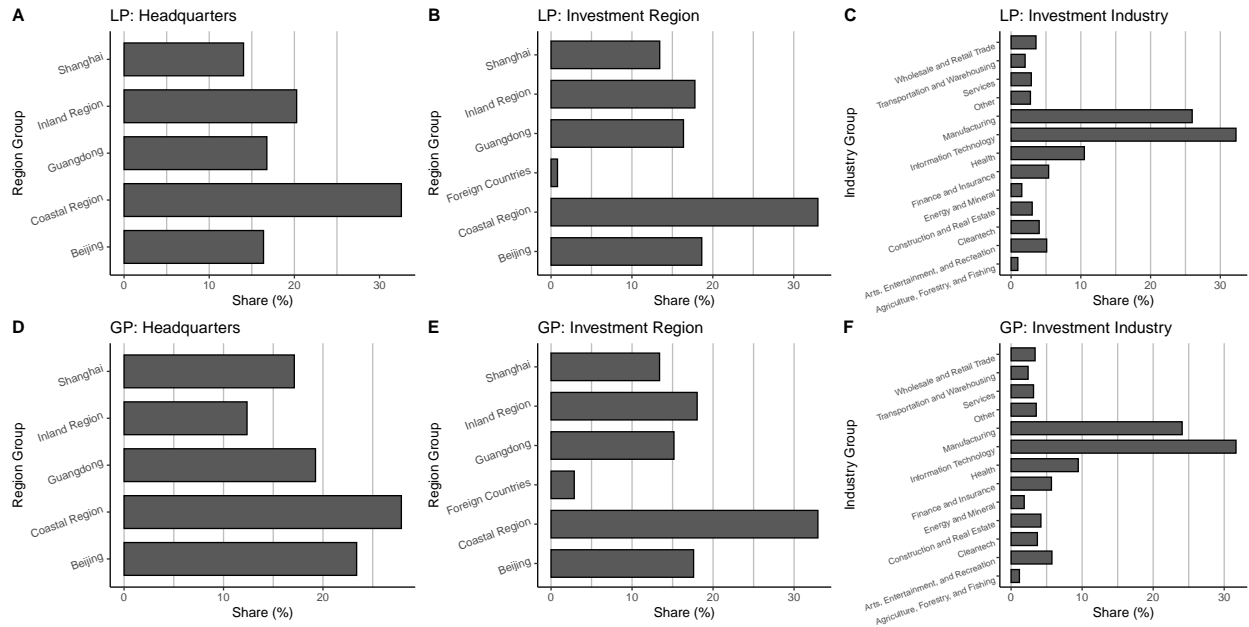 A
LP: Headquarters
Region Group
Shanghai
Inland Region
Guangdong
Coastal Region
Beijing
0 10 20 30
Share (%)
B
LP: Investment Region
Region Group
Shanghai
Inland Region
Guangdong
Foreign Countries
Coastal Region
Beijing
0 10 20 30
Share (%)
C
LP: Investment Industry
Industry Group
Wholesale and Retail Trade
Transportation and Warehousing
Services
Other
Manufacturing
Information Technology
Health
Finance and Insurance
Energy and Mineral
Construction and Real Estate
Cleantech
Arts, Entertainment, and Recreation
Agriculture, Forestry, and Fishing
0 10 20 30
Share (%)
D
GP: Headquarters
Region Group
Shanghai
Inland Region
Guangdong
Coastal Region
Beijing
0 10 20
Share (%)
E
GP: Investment Region
Region Group
Shanghai
Inland Region
Guangdong
Foreign Countries
Coastal Region
Beijing
0 10 20 30
Share (%)
F
GP: Investment Industry
Industry Group
Wholesale and Retail Trade
Transportation and Warehousing
Services
Other
Manufacturing
Information Technology
Health
Finance and Insurance
Energy and Mineral
Construction and Real Estate
Cleantech
Arts, Entertainment, and Recreation
Agriculture, Forestry, and Fishing
0 10 20 30
Share (%)